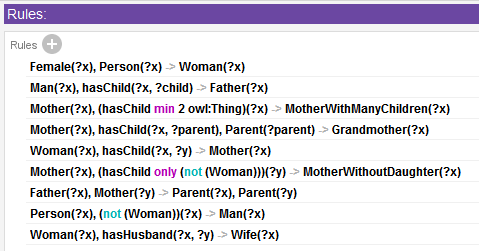 Rules:
Rules +
Female(?x), Person(?x) -> Woman(?x)
Man(?x), hasChild(?x, ?child) -> Father(?x)
Mother(?x), (hasChild min 2 owl:Thing)(?x) -> MotherWithManyChildren(?x)
Mother(?x), hasChild(?x, ?parent), Parent(?parent) -> Grandmother(?x)
Woman(?x), hasChild(?x, ?y) -> Mother(?x)
Mother(?x), (hasChild only (not (Woman)))(?y) -> MotherWithoutDaughter(?x)
Father(?x), Mother(?y) -> Parent(?x), Parent(?y)
Person(?x), (not (Woman))(?x) -> Man(?x)
Woman(?x), hasHusband(?x, ?y) -> Wife(?x)